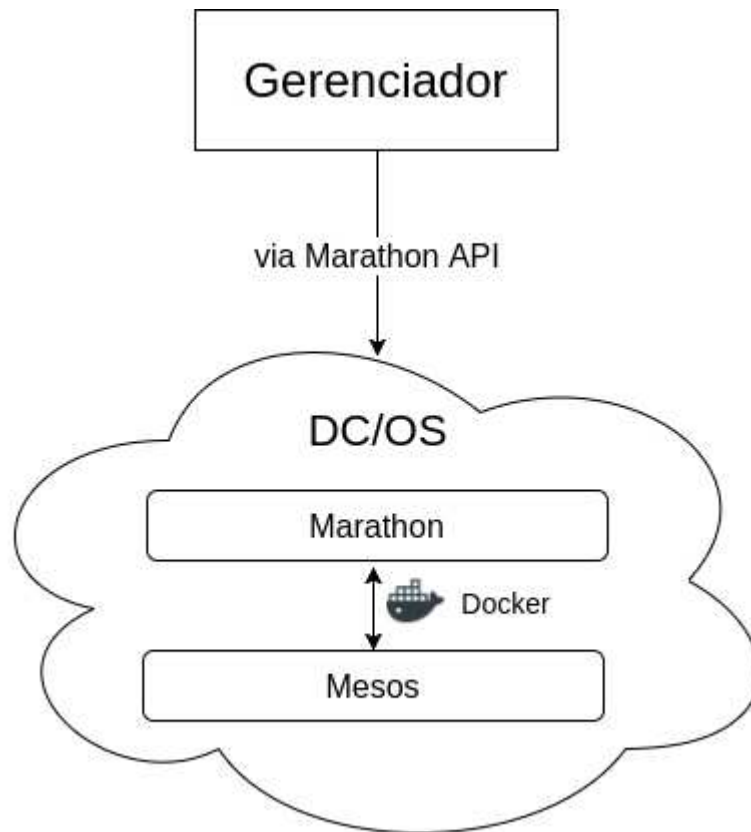 Gerenciador
via Marathon API
DC/OS
Marathon
Docker
Mesos